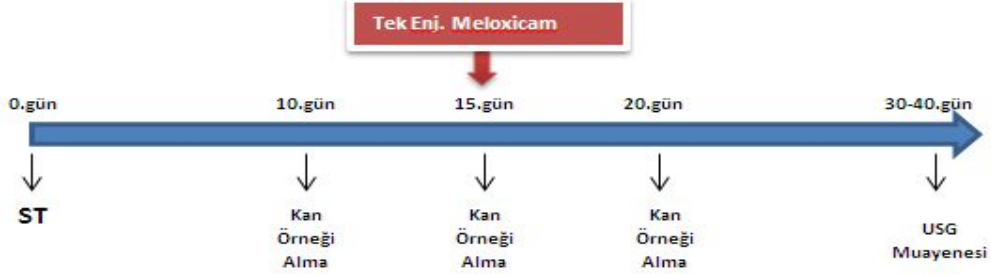 Tek Enj. Meloxicam
0.gün 10.gün 15.gün 20.gün 30-40.gün
ST
Kan
Örneği
Alma
Kan
Örneği
Alma
Kan
Örneği
Alma
USG
Muayenesi